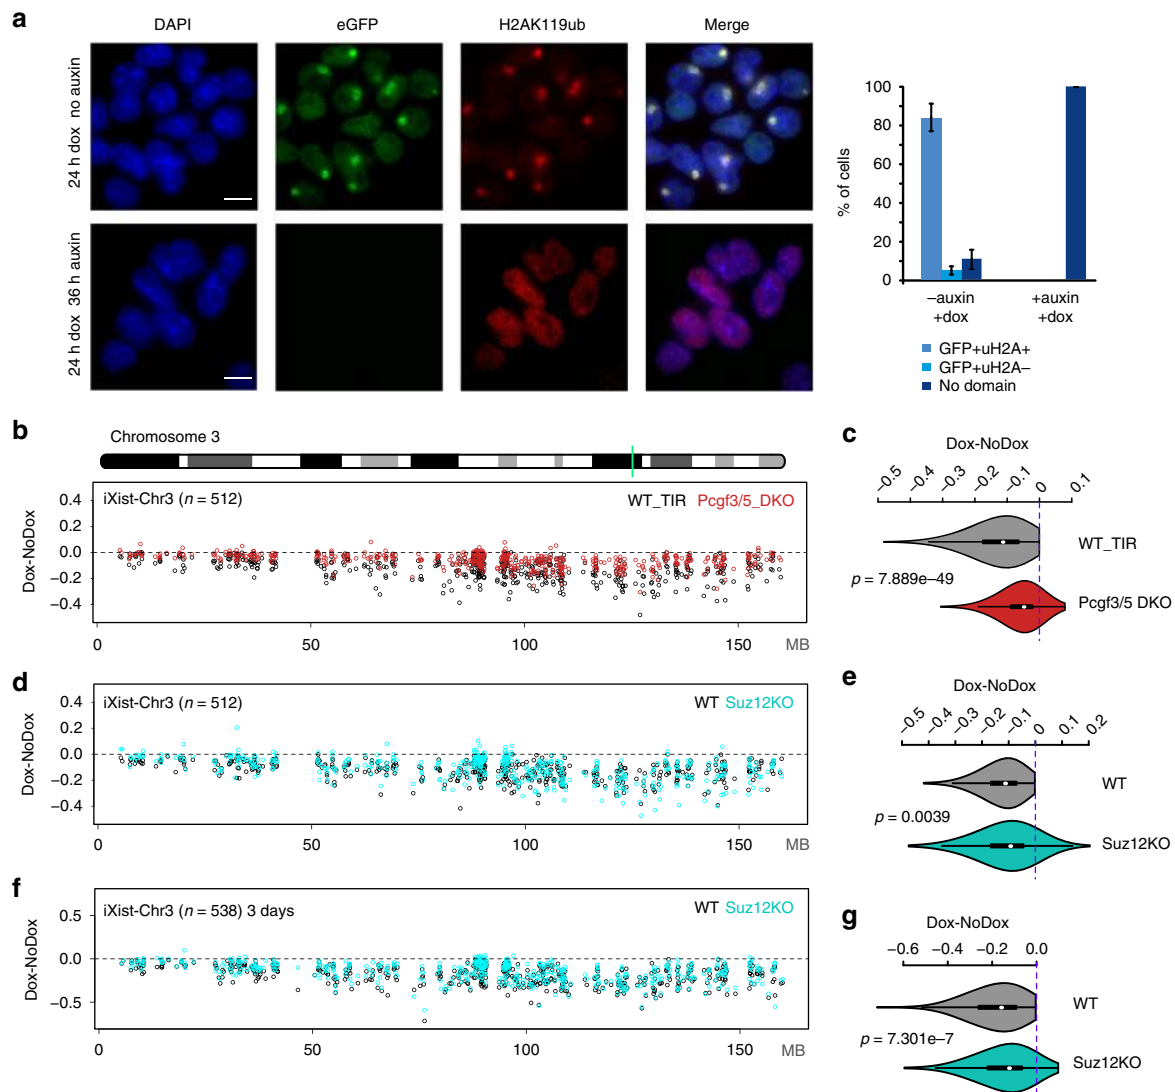 a
DAPI
eGFP
H2AK119ub
Merge
24 h dox no auxin
24 h dox 36 h auxin
% of cells
100
80
60
40
20
0
–auxin
+dox
+auxin
+dox
GFP+uH2A+
GFP+uH2A–
No domain
b
Chromosome 3
iXist-Chr3 (n = 512)
WT_TIR Pcgf3/5_DKO
Dox-NoDox
0.4
0.2
0.0
–0.2
–0.4
0 50 100 150 MB
c
Dox-NoDox
–0.5 –0.4 –0.3 –0.2 –0.1 0 0.1
WT_TIR
p = 7.889e–49
Pcgf3/5 DKO
d
iXist-Chr3 (n = 512)
WT Suz12KO
Dox-NoDox
0.4
0.2
0.0
–0.2
–0.4
0 50 100 150 MB
e
Dox-NoDox
–0.5 –0.4 –0.3 –0.2 –0.1 0 0.1 0.2
WT
p = 0.0039
Suz12KO
f
iXist-Chr3 (n = 538) 3 days
WT Suz12KO
Dox-NoDox
0.5
0.0
–0.5
0 50 100 150 MB
g
Dox-NoDox
–0.6 –0.4 –0.2 0.0
WT
p = 7.301e–7
Suz12KO